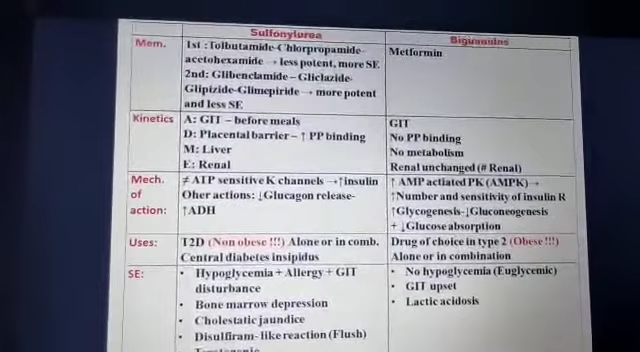 Sulfonylurea
Biguanides
Mem.
1st :Tolbutamide-Chlorpropamide-
acetohexamide → less potent, more SE
2nd: Glibenclamide – Gliclazide-
Glipizide-Glimepiride → more potent
and less SE
Metformin
Kinetics
A: GIT – before meals
D: Placental barrier – ↑ PP binding
M: Liver
E: Renal
GIT
No PP binding
No metabolism
Renal unchanged (# Renal)
Mech.
of
action:
≠ ATP sensitive K channels →↑insulin
Oher actions: ↓Glucagon release-
↑ADH
↑ AMP actiated PK (AMPK)→
↑Number and sensitivity of insulin R
↑Glycogenesis-↓Gluconeogenesis
+ ↓Glucose absorption
Uses:
T2D (Non obese !!!) Alone or in comb.
Central diabetes insipidus
Drug of choice in type 2 (Obese !!!)
Alone or in combination
SE:
• Hypoglycemia + Allergy + GIT
disturbance
• Bone marrow depression
• Cholestatic jaundice
• Disulfiram- like reaction (Flush)
• No hypoglycemia (Euglycemic)
• GIT upset
• Lactic acidosis